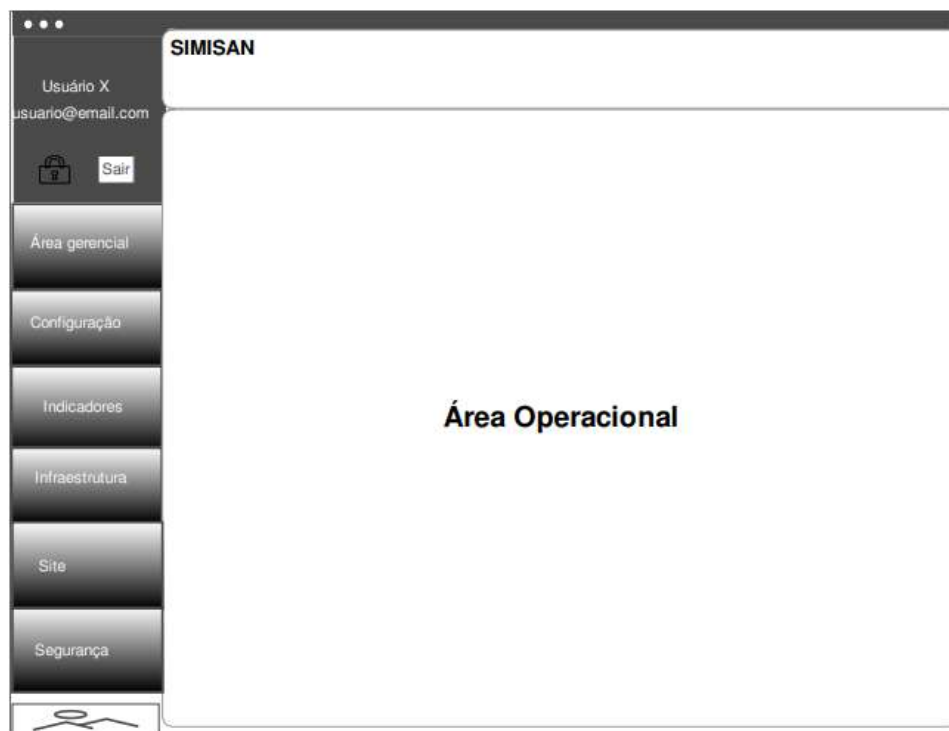 SIMISAN
Usuário X
usuario@email.com
Sair
Área gerencial
Configuração
Indicadores
Infraestrutura
Site
Segurança
Área Operacional